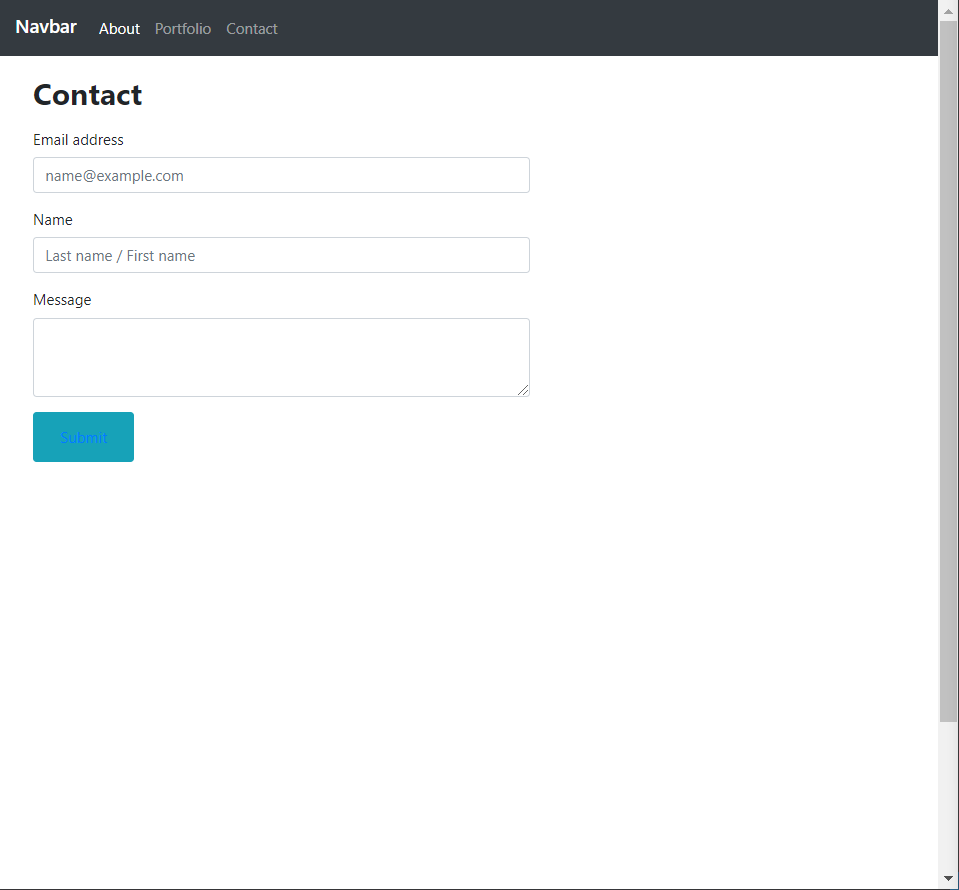 Navbar About Portfolio Contact
Contact
Email address
name@example.com
Name
Last name / First name
Message
Submit